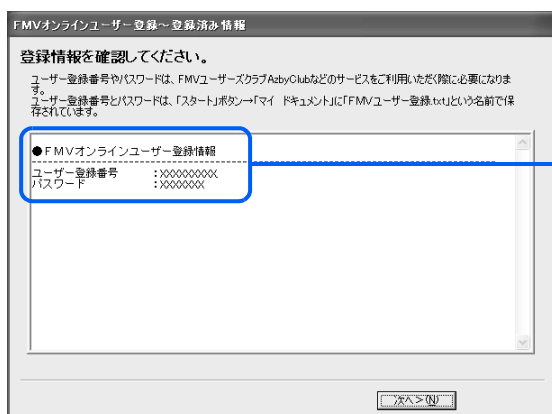 FMVオンラインユーザー登録～登録済み情報
登録情報を確認してください。
ユーザー登録番号やパスワードは、FMVユーザーズクラブAzbyClubなどのサービスをご利用いただく際に必要になりま
す。
ユーザー登録番号とパスワードは、「スタート」ボタン→「マイ　ドキュメント」に「FMVユーザー登録.txt」という名前で保
存されています。
●ＦＭＶオンラインユーザー登録情報
--------------------------------------------------------------
ユーザー登録番号　　：XXXXXXXXX
パスワード　　　　　：XXXXXXX
次へ＞(N)